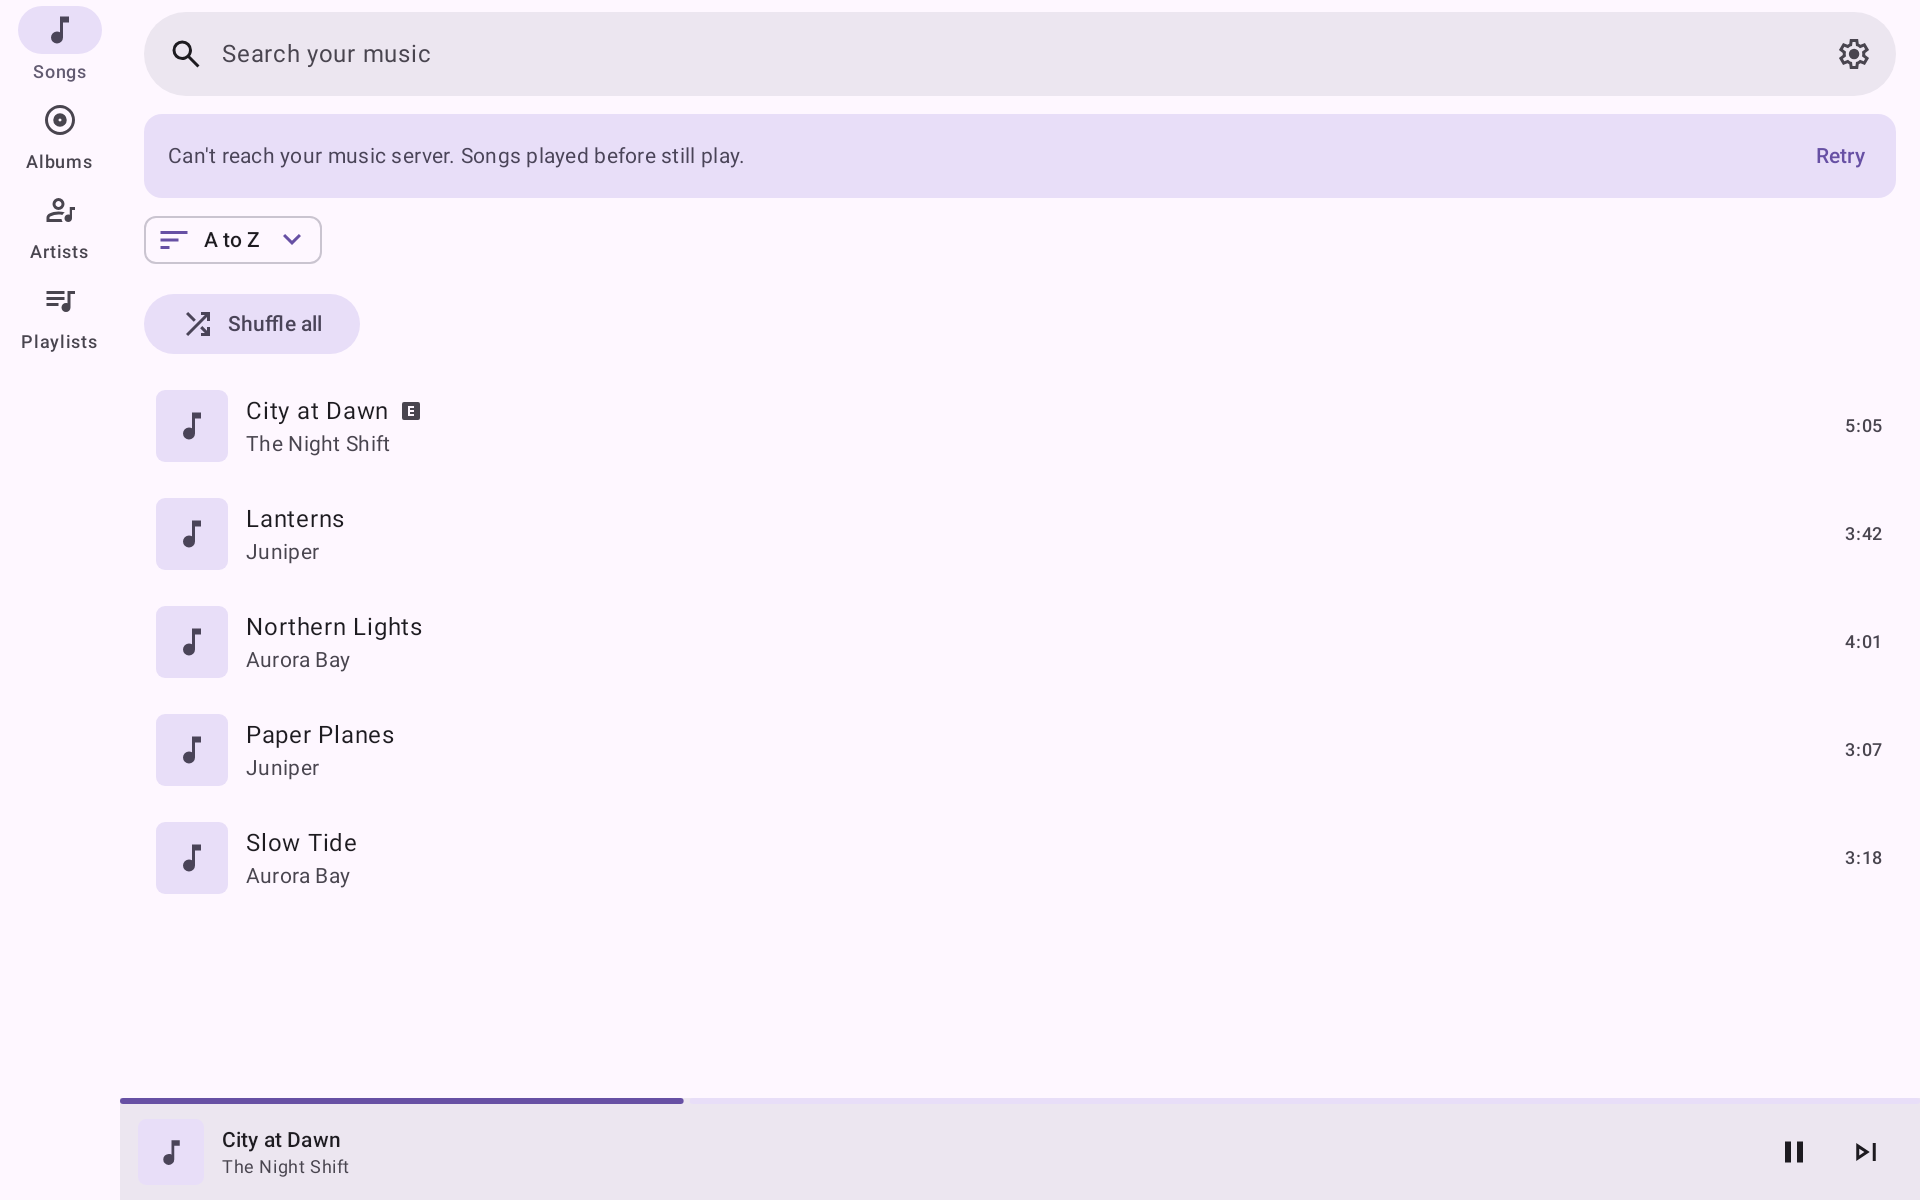 Songs
Albums
Artists
Playlists
Search your music
Can't reach your music server. Songs played before still play.
Retry
A to Z
Shuffle all
City at Dawn E
The Night Shift
5:05
Lanterns
Juniper
3:42
Northern Lights
Aurora Bay
4:01
Paper Planes
Juniper
3:07
Slow Tide
Aurora Bay
3:18
City at Dawn
The Night Shift